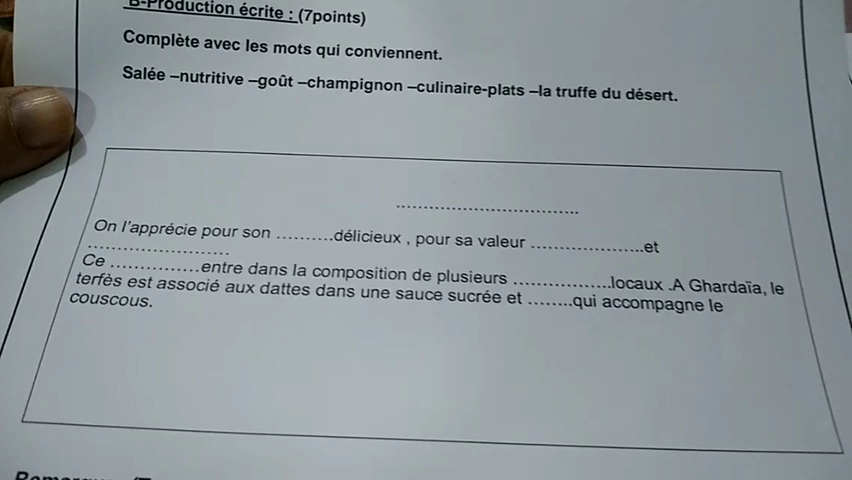 B-Production écrite : (7points)
Complète avec les mots qui conviennent.
Salée –nutritive –goût –champignon –culinaire-plats –la truffe du désert.
................................
On l'apprécie pour son ..........délicieux , pour sa valeur ....................et
........................
Ce ...............entre dans la composition de plusieurs .................locaux .A Ghardaïa, le
terfès est associé aux dattes dans une sauce sucrée et ........qui accompagne le
couscous.